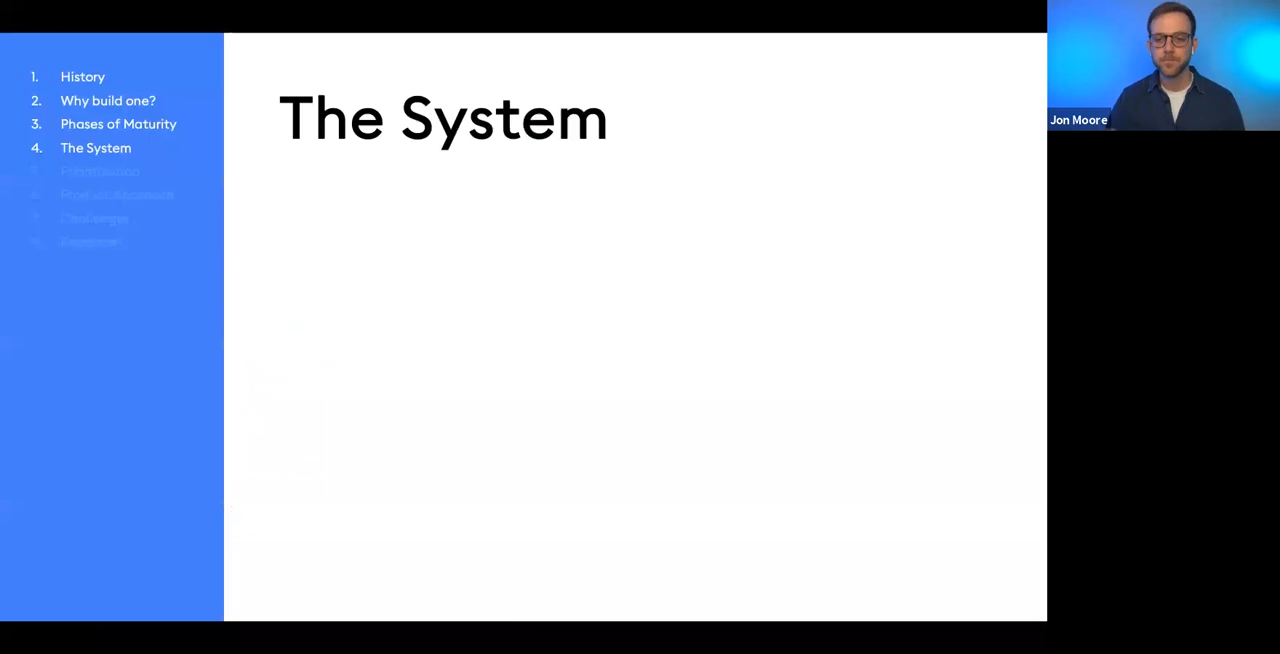 1. History
2. Why build one?
3. Phases of Maturity
4. The System
The System
Jon Moore